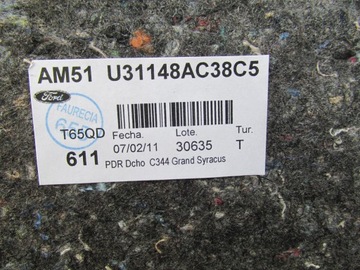 AM51 U31148AC38C5
Ford
FAURECIA
T65QD Fecha. Lote. Tur.
07/02/11 30635 T
611 PDR Dcho C344 Grand Syracus